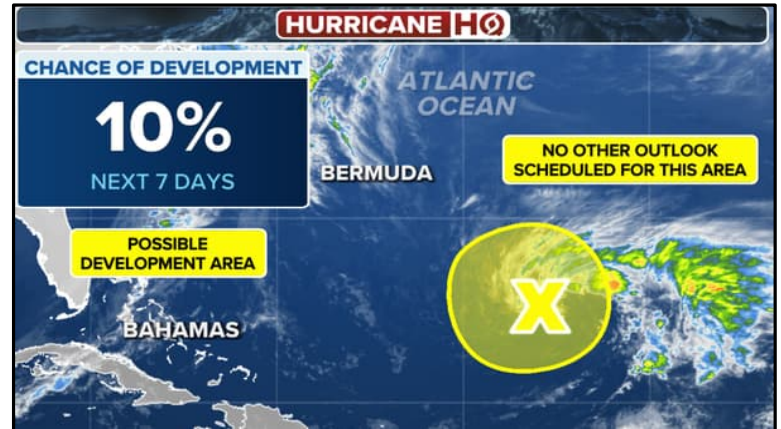 HURRICANE HQ
CHANCE OF DEVELOPMENT
10%
NEXT 7 DAYS
ATLANTIC
OCEAN
BERMUDA
NO OTHER OUTLOOK
SCHEDULED FOR THIS AREA
POSSIBLE
DEVELOPMENT AREA
X
BAHAMAS